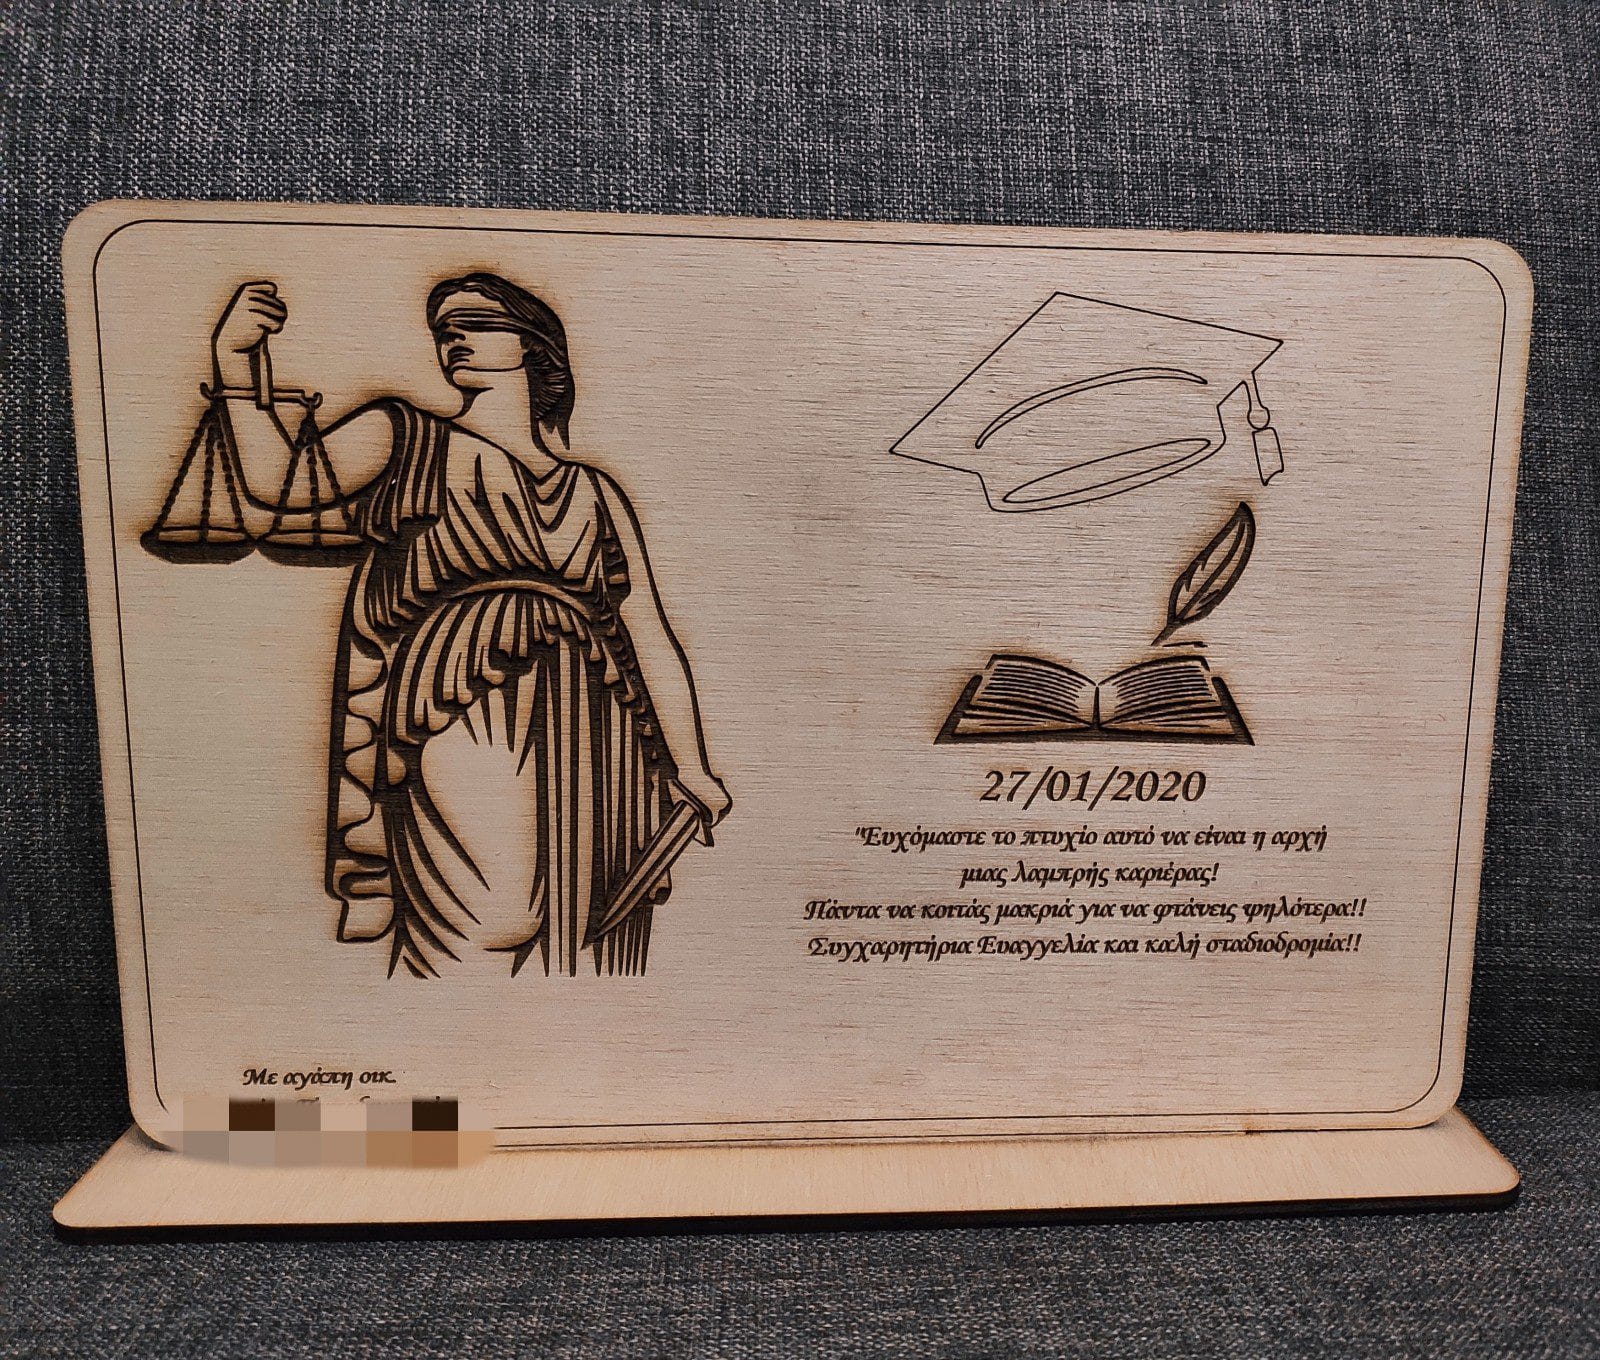 27/01/2020
"Ευχόμαστε το πτυχίο αυτό να είναι η αρχή
μιας λαμπρής καριέρας!
Πάντα να κοιτάς μακριά για να φτάνεις ψηλότερα!!
Συγχαρητήρια Ευαγγελία και καλή σταδιοδρομία!!
Με αγάπη οικ.